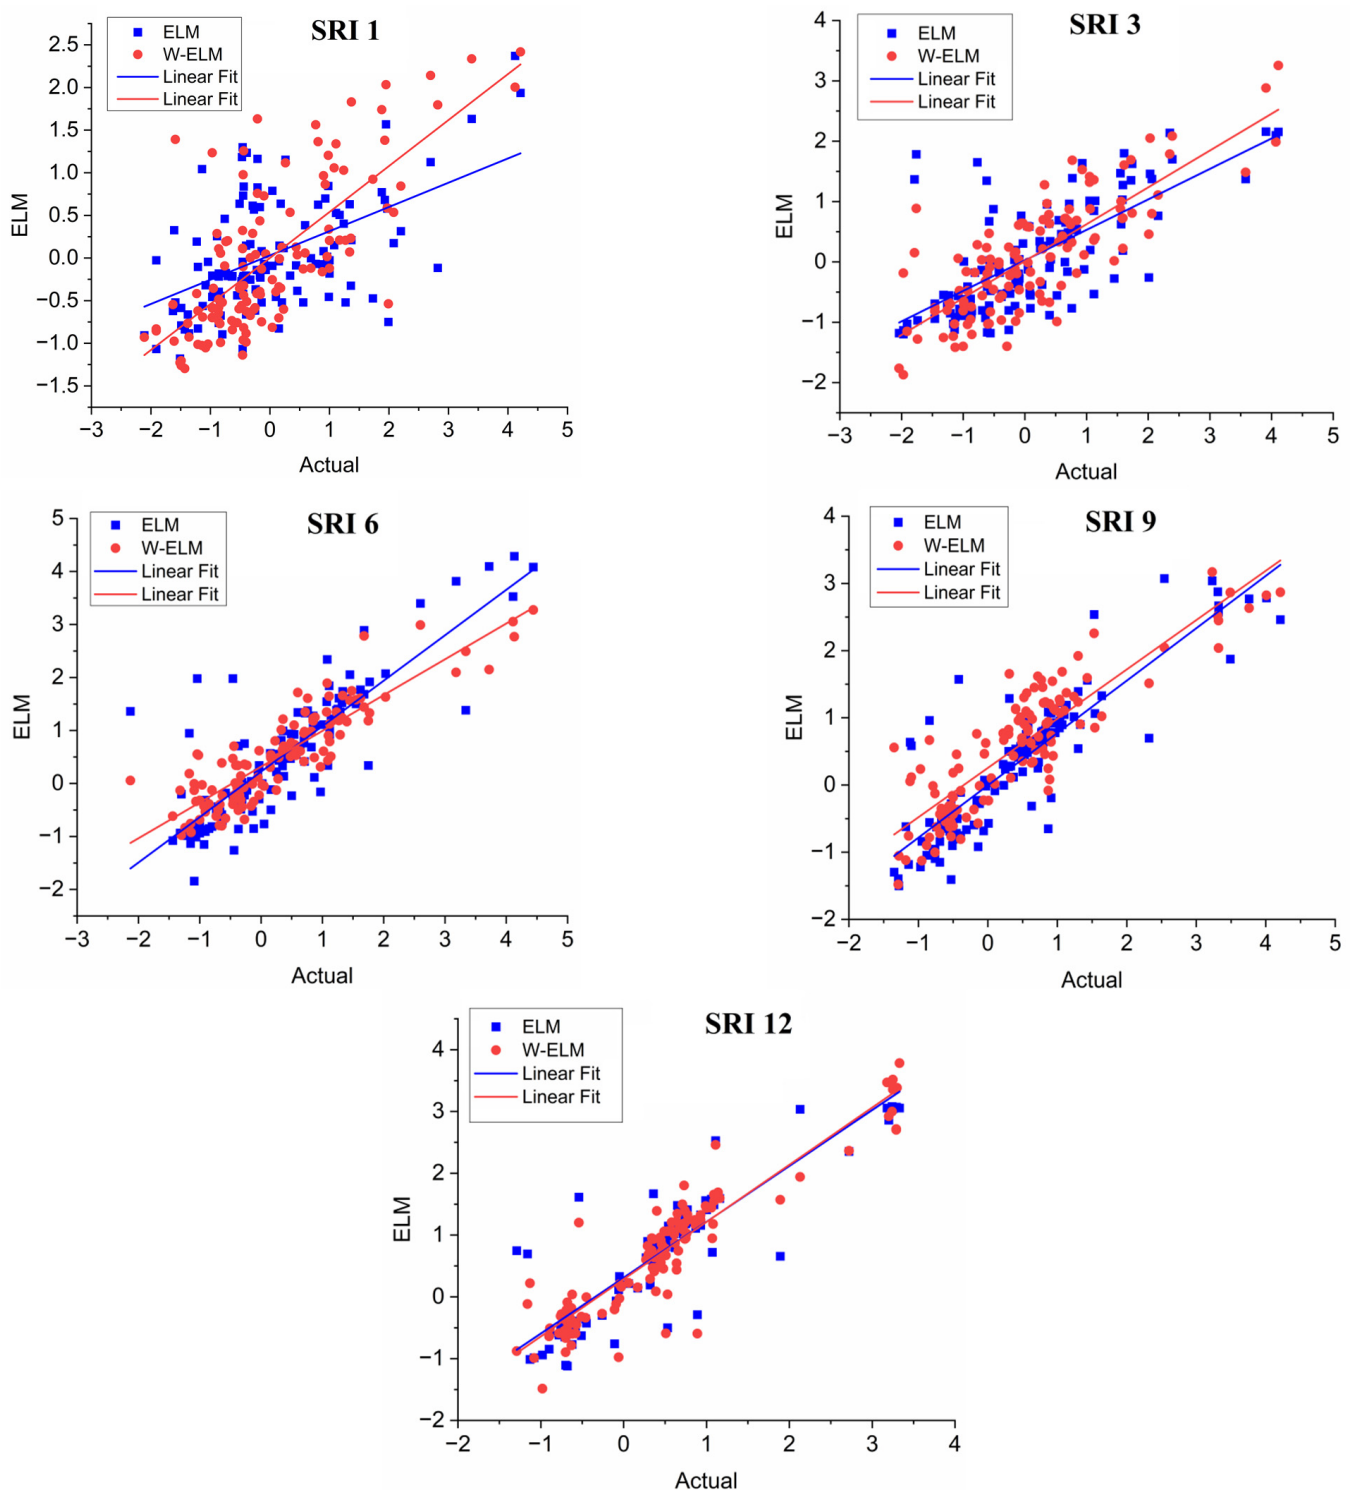 SRI 1
ELM
W-ELM
Linear Fit
Linear Fit
2.5
2.0
1.5
1.0
0.5
0.0
−0.5
−1.0
−1.5
ELM
−3 −2 −1 0 1 2 3 4 5
Actual
SRI 3
ELM
W-ELM
Linear Fit
Linear Fit
4
3
2
1
0
−1
−2
ELM
−3 −2 −1 0 1 2 3 4 5
Actual
SRI 6
ELM
W-ELM
Linear Fit
Linear Fit
5
4
3
2
1
0
−1
−2
ELM
−3 −2 −1 0 1 2 3 4 5
Actual
SRI 9
ELM
W-ELM
Linear Fit
Linear Fit
4
3
2
1
0
−1
−2
ELM
−2 −1 0 1 2 3 4 5
Actual
SRI 12
ELM
W-ELM
Linear Fit
Linear Fit
4
3
2
1
0
−1
−2
ELM
−2 −1 0 1 2 3 4
Actual